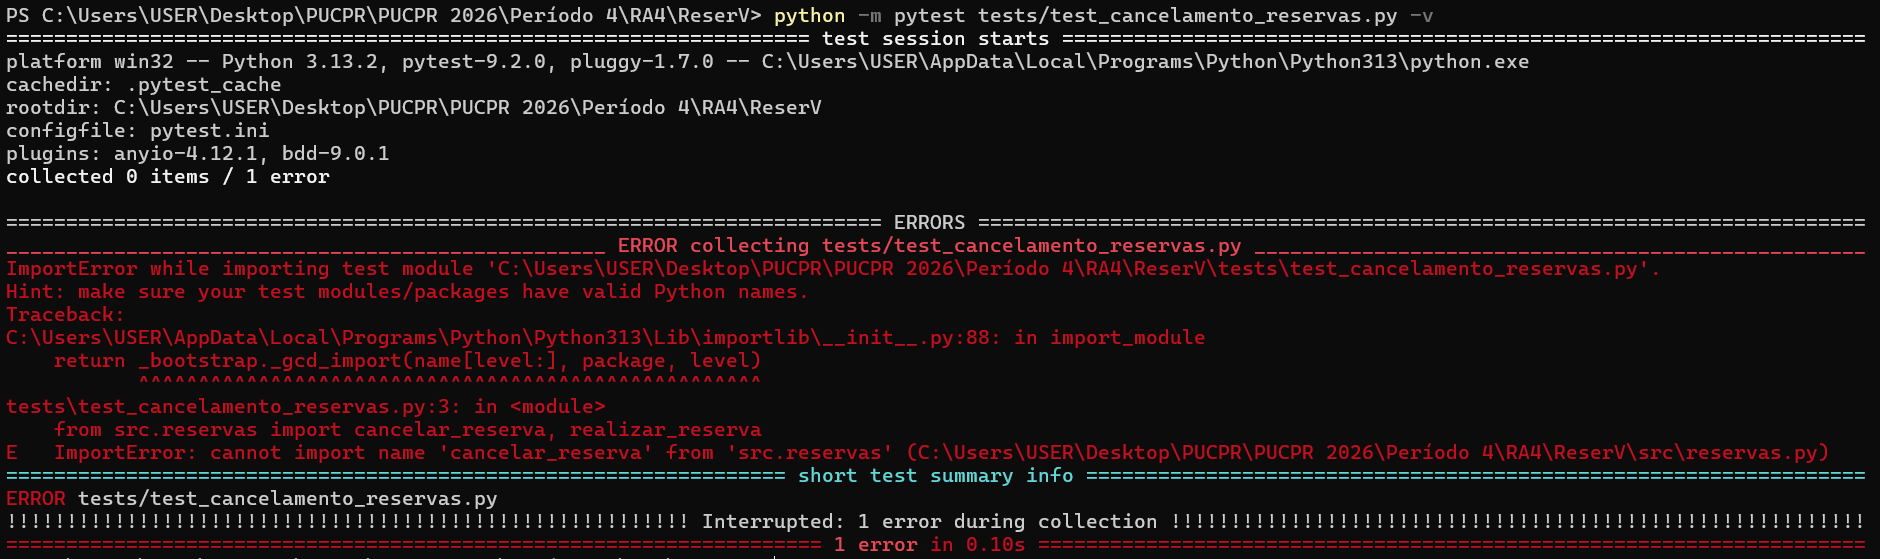 PS C:\Users\USER\Desktop\PUCPR\PUCPR 2026\Período 4\RA4\ReserV> python -m pytest tests/test_cancelamento_reservas.py -v
=================================================================== test session starts ===================================================================
platform win32 -- Python 3.13.2, pytest-9.2.0, pluggy-1.7.0 -- C:\Users\USER\AppData\Local\Programs\Python\Python313\python.exe
cachedir: .pytest_cache
rootdir: C:\Users\USER\Desktop\PUCPR\PUCPR 2026\Período 4\RA4\ReserV
configfile: pytest.ini
plugins: anyio-4.12.1, bdd-9.0.1
collected 0 items / 1 error
========================================================================= ERRORS ==========================================================================
__________________________________________________ ERROR collecting tests/test_cancelamento_reservas.py ___________________________________________________
ImportError while importing test module 'C:\Users\USER\Desktop\PUCPR\PUCPR 2026\Período 4\RA4\ReserV\tests\test_cancelamento_reservas.py'.
Hint: make sure your test modules/packages have valid Python names.
Traceback:
C:\Users\USER\AppData\Local\Programs\Python\Python313\Lib\importlib\__init__.py:88: in import_module
    return _bootstrap._gcd_import(name[level:], package, level)
           ^^^^^^^^^^^^^^^^^^^^^^^^^^^^^^^^^^^^^^^^^^^^^^^^^^^^
tests\test_cancelamento_reservas.py:3: in <module>
    from src.reservas import cancelar_reserva, realizar_reserva
E   ImportError: cannot import name 'cancelar_reserva' from 'src.reservas' (C:\Users\USER\Desktop\PUCPR\PUCPR 2026\Período 4\RA4\ReserV\src\reservas.py)
================================================================= short test summary info =================================================================
ERROR tests/test_cancelamento_reservas.py
!!!!!!!!!!!!!!!!!!!!!!!!!!!!!!!!!!!!!!!!!!!!!!!!!!!!!!!!! Interrupted: 1 error during collection !!!!!!!!!!!!!!!!!!!!!!!!!!!!!!!!!!!!!!!!!!!!!!!!!!!!!!!!!!
==================================================================== 1 error in 0.10s =====================================================================